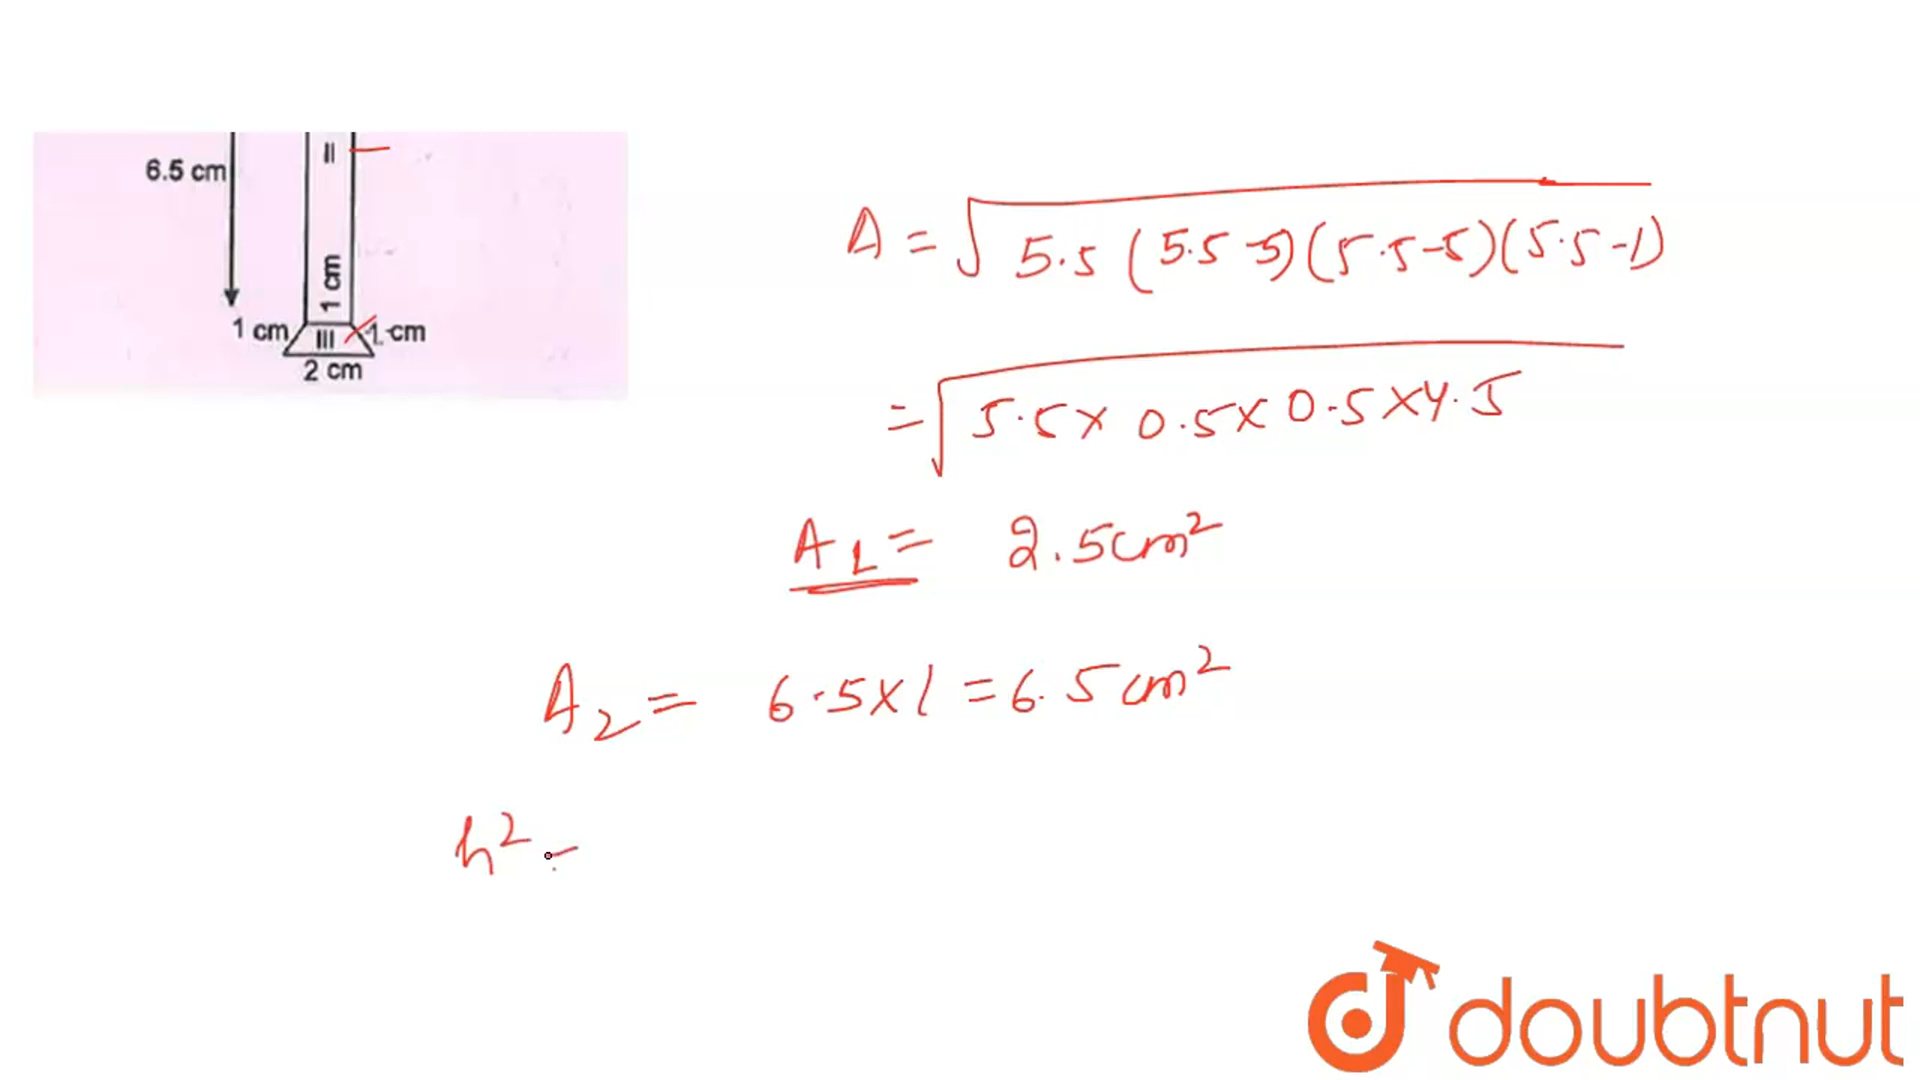 II
6.5 cm
1 cm
1 cm III 1 cm
2 cm
A = √5.5 (5.5-5)(5.5-5)(5.5-1)
= √5.5 x 0.5 x 0.5 x 4.5
A1 = 2.5cm²
A2 = 6.5 x 1 = 6.5 cm²
h² -
doubtnut